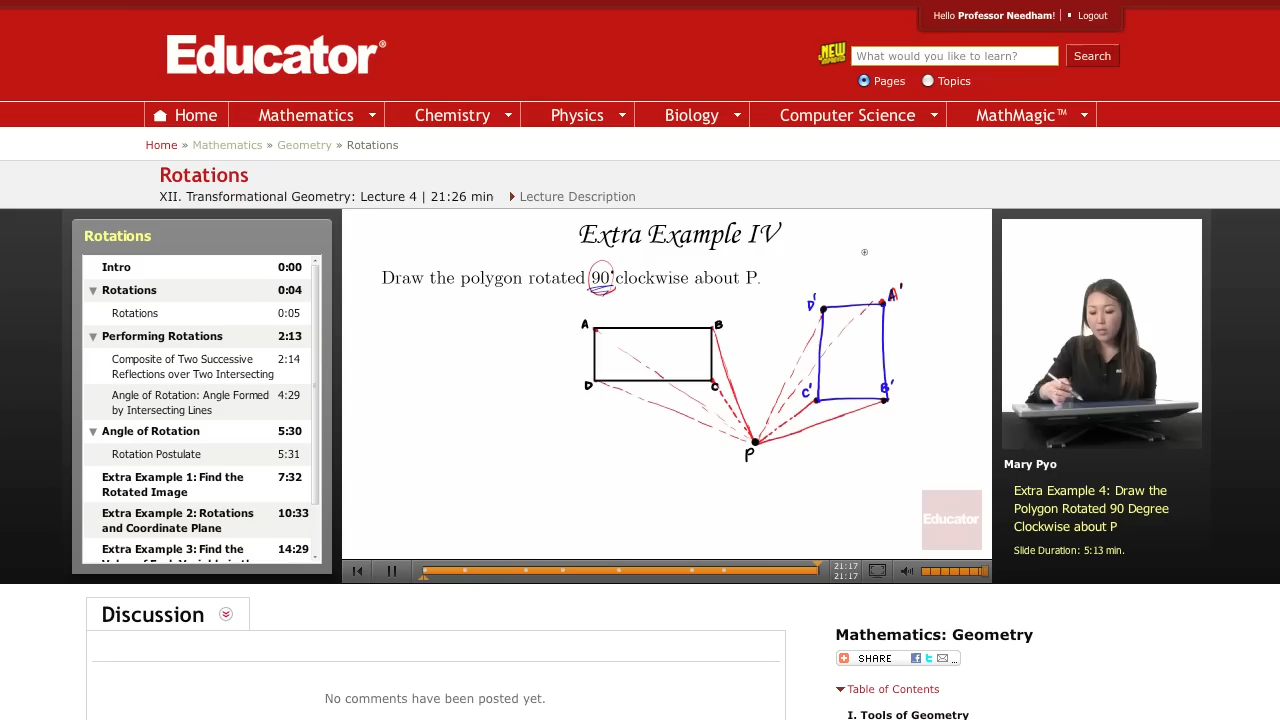 Hello Professor Needham! Logout
Educator®
NEW
What would you like to learn? Search
Pages Topics
Home Mathematics Chemistry Physics Biology Computer Science MathMagic™
Home » Mathematics » Geometry » Rotations
Rotations
XII. Transformational Geometry: Lecture 4 | 21:26 min Lecture Description
Rotations
Intro 0:00
Rotations 0:04
Rotations 0:05
Performing Rotations 2:13
Composite of Two Successive 2:14
Reflections over Two Intersecting
Angle of Rotation: Angle Formed 4:29
by Intersecting Lines
Angle of Rotation 5:30
Rotation Postulate 5:31
Extra Example 1: Find the 7:32
Rotated Image
Extra Example 2: Rotations 10:33
and Coordinate Plane
Extra Example 3: Find the 14:29
Extra Example IV
Draw the polygon rotated 90° clockwise about P.
A B
D C
D' A'
C' B'
P
Educator
21:17
21:17
Mary Pyo
Extra Example 4: Draw the
Polygon Rotated 90 Degree
Clockwise about P
Slide Duration: 5:13 min.
Discussion
No comments have been posted yet.
Mathematics: Geometry
SHARE ...
Table of Contents
I. Tools of Geometry